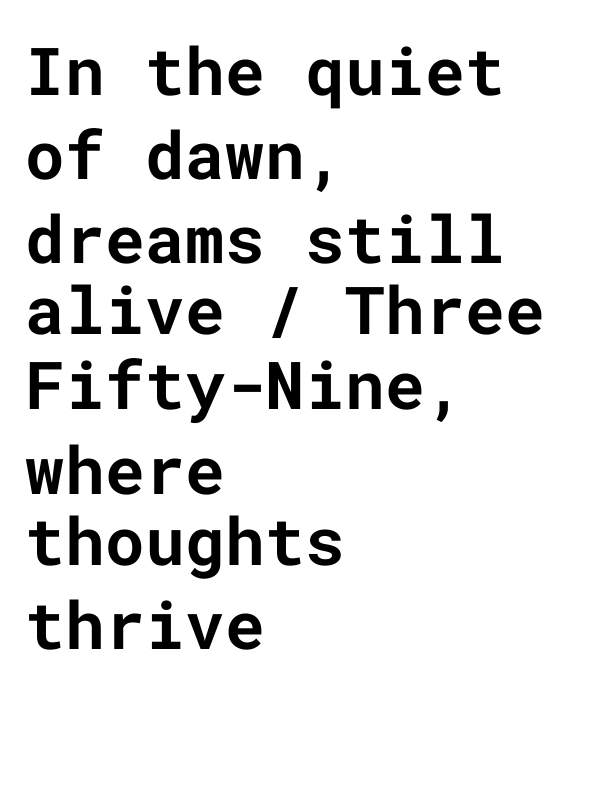 In the quiet
of dawn,
dreams still
alive / Three
Fifty-Nine,
where
thoughts
thrive